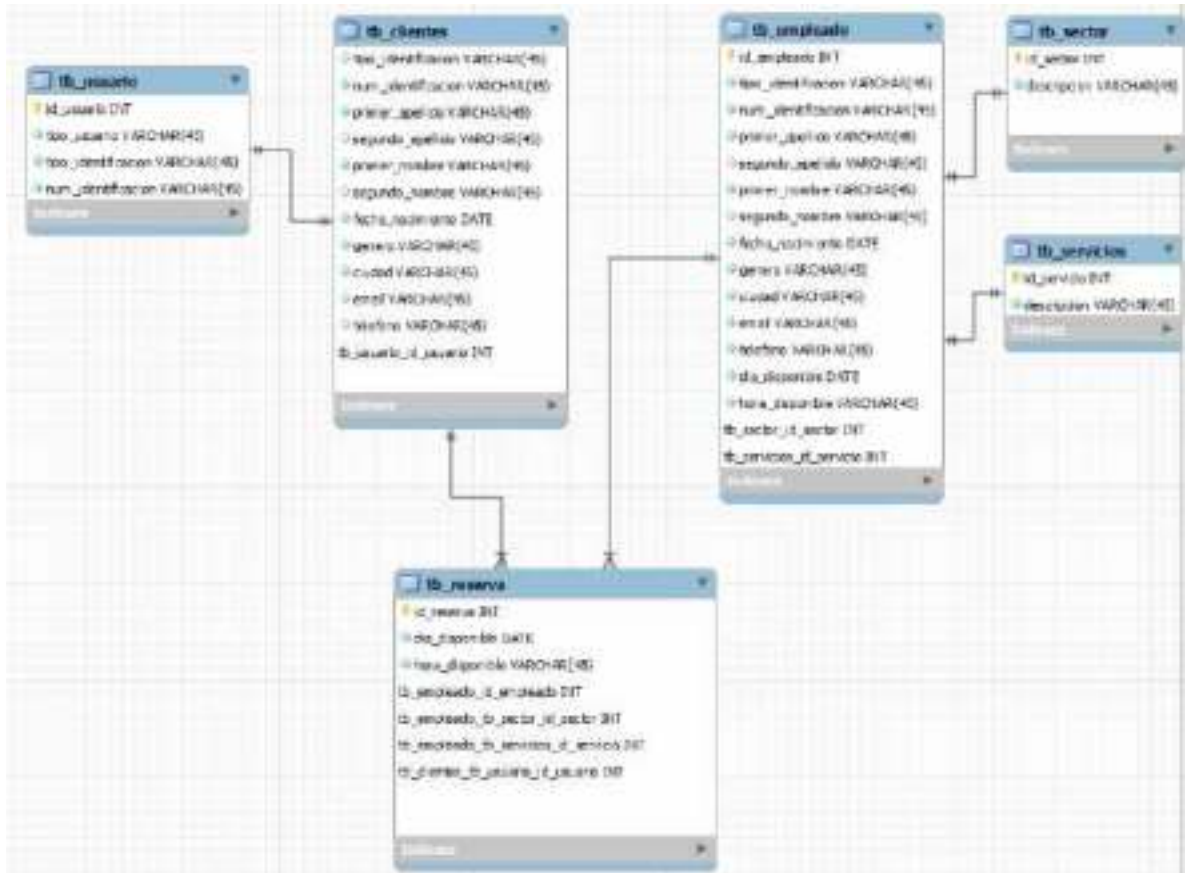 tb_usuario
id_usuario INT
tipo_usuario VARCHAR(45)
tipo_identificacion VARCHAR(45)
num_identificacion VARCHAR(45)
Indexes
tb_clientes
tipo_identificacion VARCHAR(45)
num_identificacion VARCHAR(45)
primer_apellido VARCHAR(45)
segundo_apellido VARCHAR(45)
primer_nombre VARCHAR(45)
segundo_nombre VARCHAR(45)
fecha_nacimiento DATE
genero VARCHAR(45)
ciudad VARCHAR(45)
email VARCHAR(45)
telefono VARCHAR(45)
tb_usuario_id_usuario INT
Indexes
tb_empleado
id_empleado INT
tipo_identificacion VARCHAR(45)
num_identificacion VARCHAR(45)
primer_apellido VARCHAR(45)
segundo_apellido VARCHAR(45)
primer_nombre VARCHAR(45)
segundo_nombre VARCHAR(45)
fecha_nacimiento DATE
genero VARCHAR(45)
ciudad VARCHAR(45)
email VARCHAR(45)
telefono VARCHAR(45)
dia_disponible DATE
hora_disponible VARCHAR(45)
tb_sector_id_sector INT
tb_servicios_id_servicio INT
Indexes
tb_sector
id_sector INT
descripcion VARCHAR(45)
Indexes
tb_servicios
id_servicio INT
descripcion VARCHAR(45)
Indexes
tb_reserva
id_reserva INT
dia_disponible DATE
hora_disponible VARCHAR(45)
tb_empleado_id_empleado INT
tb_empleado_tb_sector_id_sector INT
tb_empleado_tb_servicios_id_servicio INT
tb_clientes_tb_usuario_id_usuario INT
Indexes